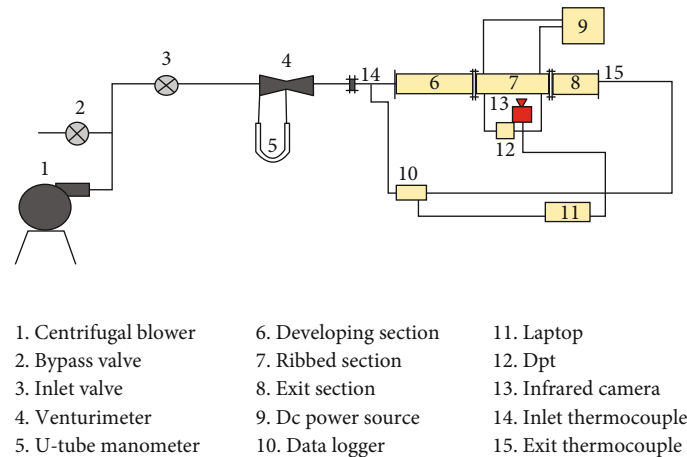 9
3
4
14
6
7
8
15
2
13
5
12
1
10
11
1. Centrifugal blower
2. Bypass valve
3. Inlet valve
4. Venturimeter
5. U-tube manometer
6. Developing section
7. Ribbed section
8. Exit section
9. Dc power source
10. Data logger
11. Laptop
12. Dpt
13. Infrared camera
14. Inlet thermocouple
15. Exit thermocouple